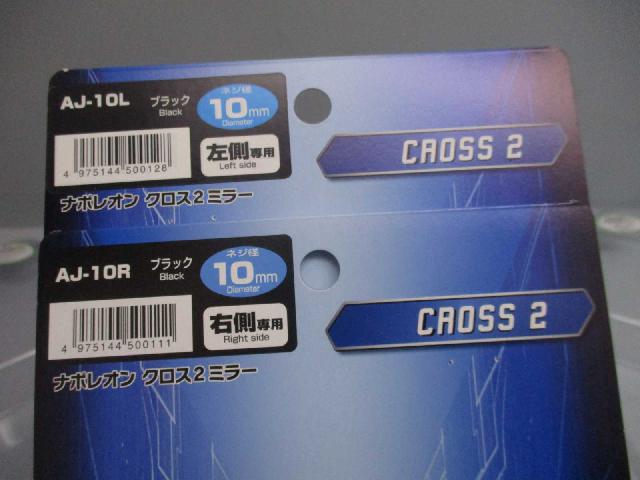 AJ-10L ブラック ネジ径
Black 10mm
Diameter
CROSS 2
左側専用
Left side
4 975144 500128
ナポレオン クロス2ミラー
AJ-10R ブラック ネジ径
Black 10mm
Diameter
CROSS 2
右側専用
Right side
4 975144 500111
ナポレオン クロス2ミラー